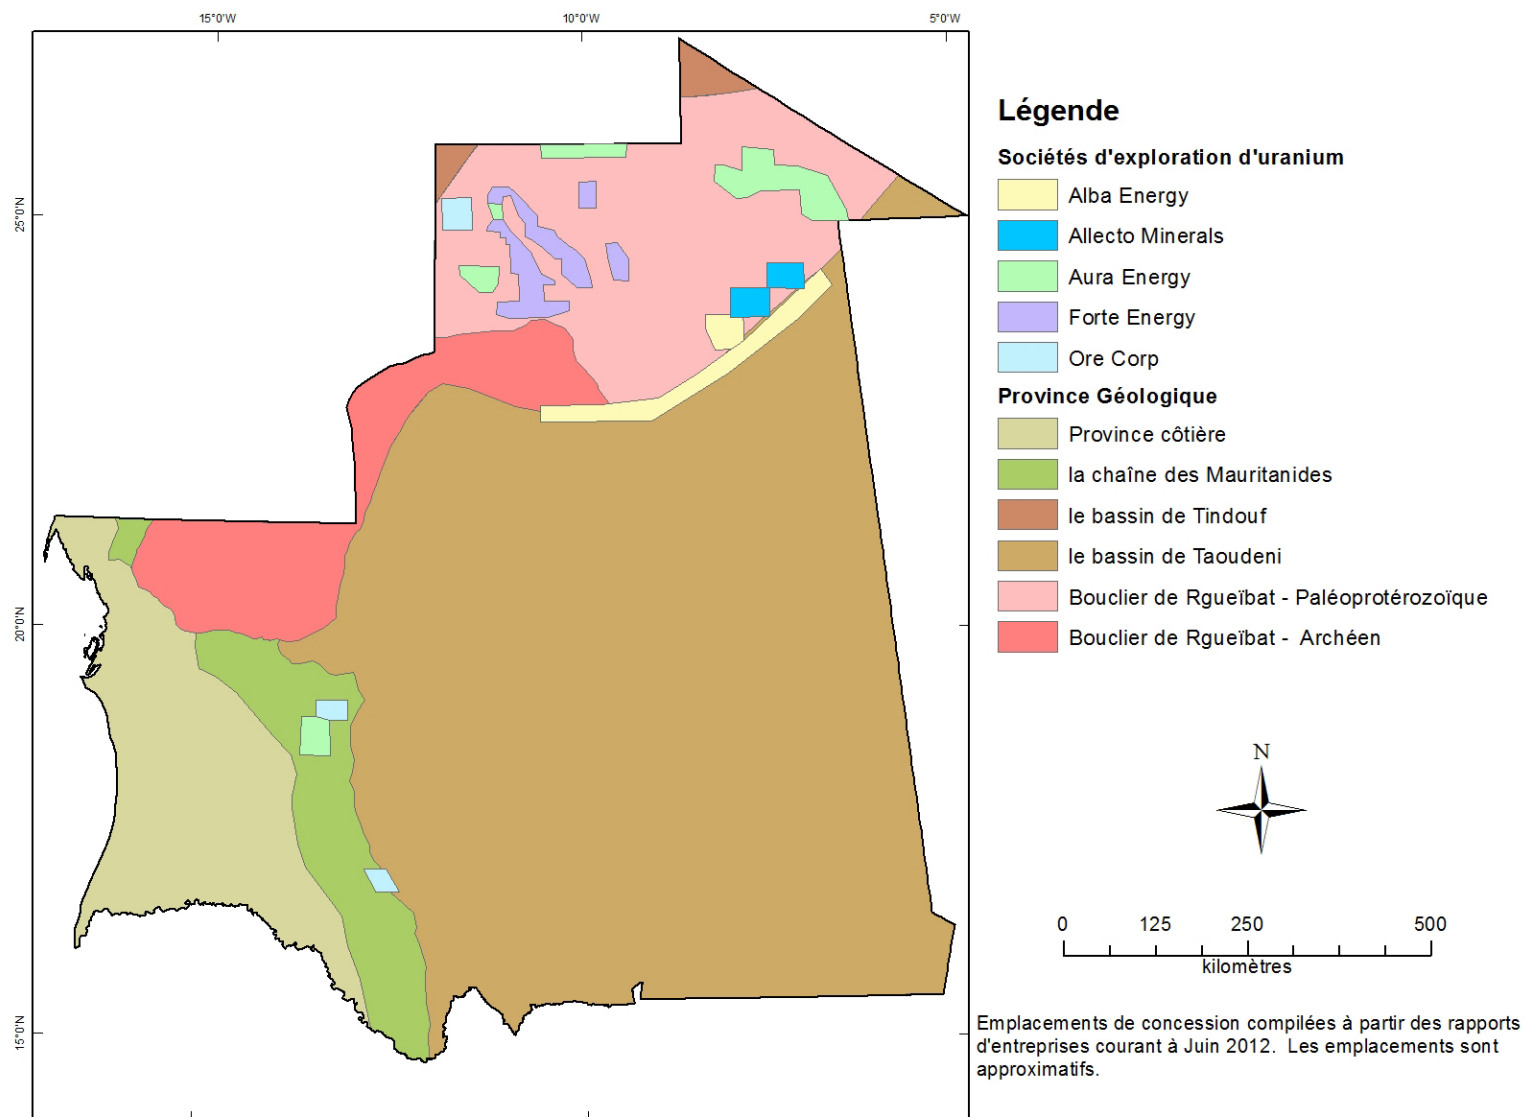 15°0'W
10°0'W
5°0'W
25°0'N
20°0'N
15°0'N
Légende
Sociétés d'exploration d'uranium
Alba Energy
Allecto Minerals
Aura Energy
Forte Energy
Ore Corp
Province Géologique
Province côtière
la chaîne des Mauritanides
le bassin de Tindouf
le bassin de Taoudeni
Bouclier de Rgueïbat - Paléoprotérozoïque
Bouclier de Rgueïbat - Archéen
N
0 125 250 500
kilomètres
Emplacements de concession compilées à partir des rapports
d'entreprises courant à Juin 2012. Les emplacements sont
approximatifs.